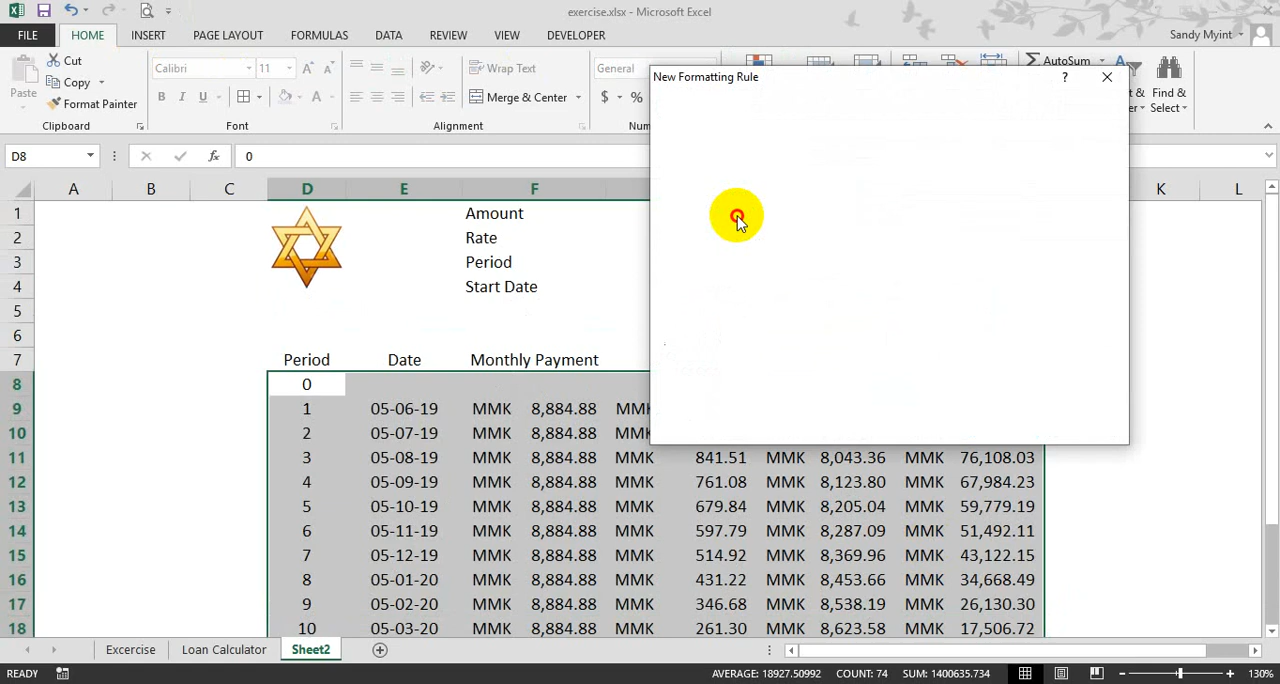 exercise.xlsx - Microsoft Excel
FILE HOME INSERT PAGE LAYOUT FORMULAS DATA REVIEW VIEW DEVELOPER Sandy Myint
Paste
Cut
Copy
Format Painter
Clipboard
Calibri 11
B I U
Font
Wrap Text
Merge & Center
Alignment
General
$ %
AutoSum
Find &
Select
New Formatting Rule
D8 fx 0
A B C D E F K L
1 Amount
2 Rate
3 Period
4 Start Date
5
6
7 Period Date Monthly Payment
8 0
9 1 05-06-19 MMK 8,884.88
10 2 05-07-19 MMK 8,884.88
11 3 05-08-19 MMK 8,884.88 MMK 841.51 MMK 8,043.36 MMK 76,108.03
12 4 05-09-19 MMK 8,884.88 MMK 761.08 MMK 8,123.80 MMK 67,984.23
13 5 05-10-19 MMK 8,884.88 MMK 679.84 MMK 8,205.04 MMK 59,779.19
14 6 05-11-19 MMK 8,884.88 MMK 597.79 MMK 8,287.09 MMK 51,492.11
15 7 05-12-19 MMK 8,884.88 MMK 514.92 MMK 8,369.96 MMK 43,122.15
16 8 05-01-20 MMK 8,884.88 MMK 431.22 MMK 8,453.66 MMK 34,668.49
17 9 05-02-20 MMK 8,884.88 MMK 346.68 MMK 8,538.19 MMK 26,130.30
18 10 05-03-20 MMK 8,884.88 MMK 261.30 MMK 8,623.58 MMK 17,506.72
Excercise Loan Calculator Sheet2
READY AVERAGE: 18927.50992 COUNT: 74 SUM: 1400635.734 130%